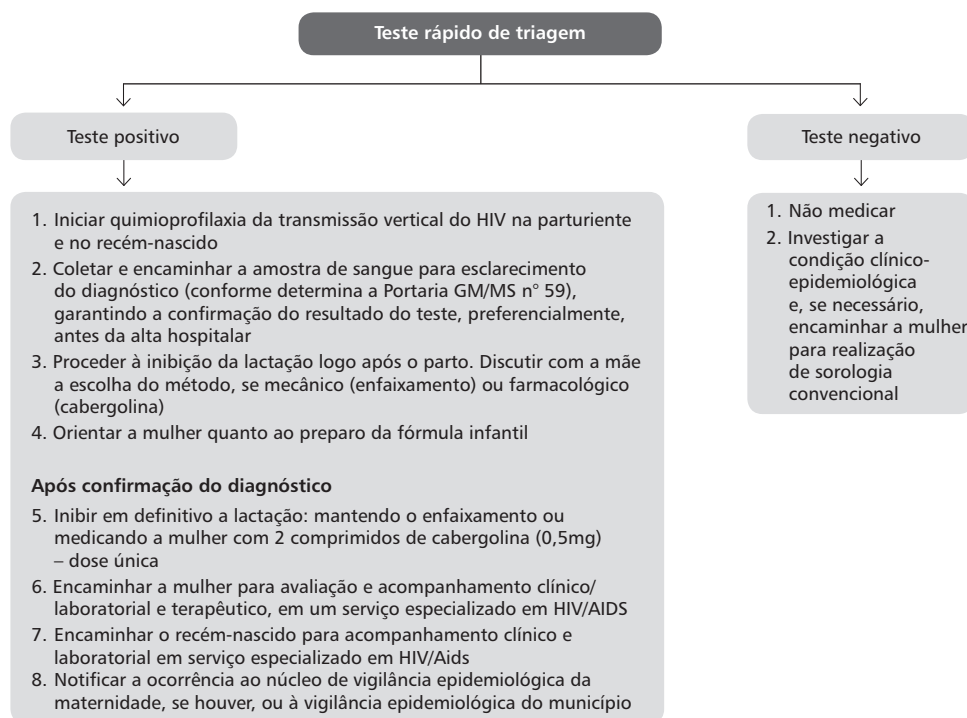 Teste rápido de triagem
Teste positivo
Teste negativo
1. Iniciar quimioprofilaxia da transmissão vertical do HIV na parturiente
e no recém-nascido
2. Coletar e encaminhar a amostra de sangue para esclarecimento
do diagnóstico (conforme determina a Portaria GM/MS n° 59),
garantindo a confirmação do resultado do teste, preferencialmente,
antes da alta hospitalar
3. Proceder à inibição da lactação logo após o parto. Discutir com a mãe
a escolha do método, se mecânico (enfaixamento) ou farmacológico
(cabergolina)
4. Orientar a mulher quanto ao preparo da fórmula infantil
Após confirmação do diagnóstico
5. Inibir em definitivo a lactação: mantendo o enfaixamento ou
medicando a mulher com 2 comprimidos de cabergolina (0,5mg)
– dose única
6. Encaminhar a mulher para avaliação e acompanhamento clínico/
laboratorial e terapêutico, em um serviço especializado em HIV/AIDS
7. Encaminhar o recém-nascido para acompanhamento clínico e
laboratorial em serviço especializado em HIV/Aids
8. Notificar a ocorrência ao núcleo de vigilância epidemiológica da
maternidade, se houver, ou à vigilância epidemiológica do município
1. Não medicar
2. Investigar a
condição clínico-
epidemiológica
e, se necessário,
encaminhar a mulher
para realização
de sorologia
convencional